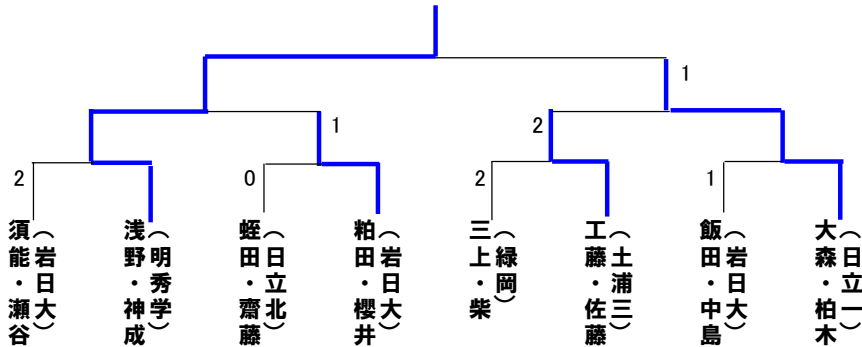 1
1
2
2
0
2
1
須能・瀬谷
(岩日大)
浅野・神成
(明秀学)
蛭田・齋藤
(日立北)
粕田・櫻井
(岩日大)
三上・柴
(緑岡)
工藤・佐藤
(土浦三)
飯田・中島
(岩日大)
大森・柏木
(日立一)